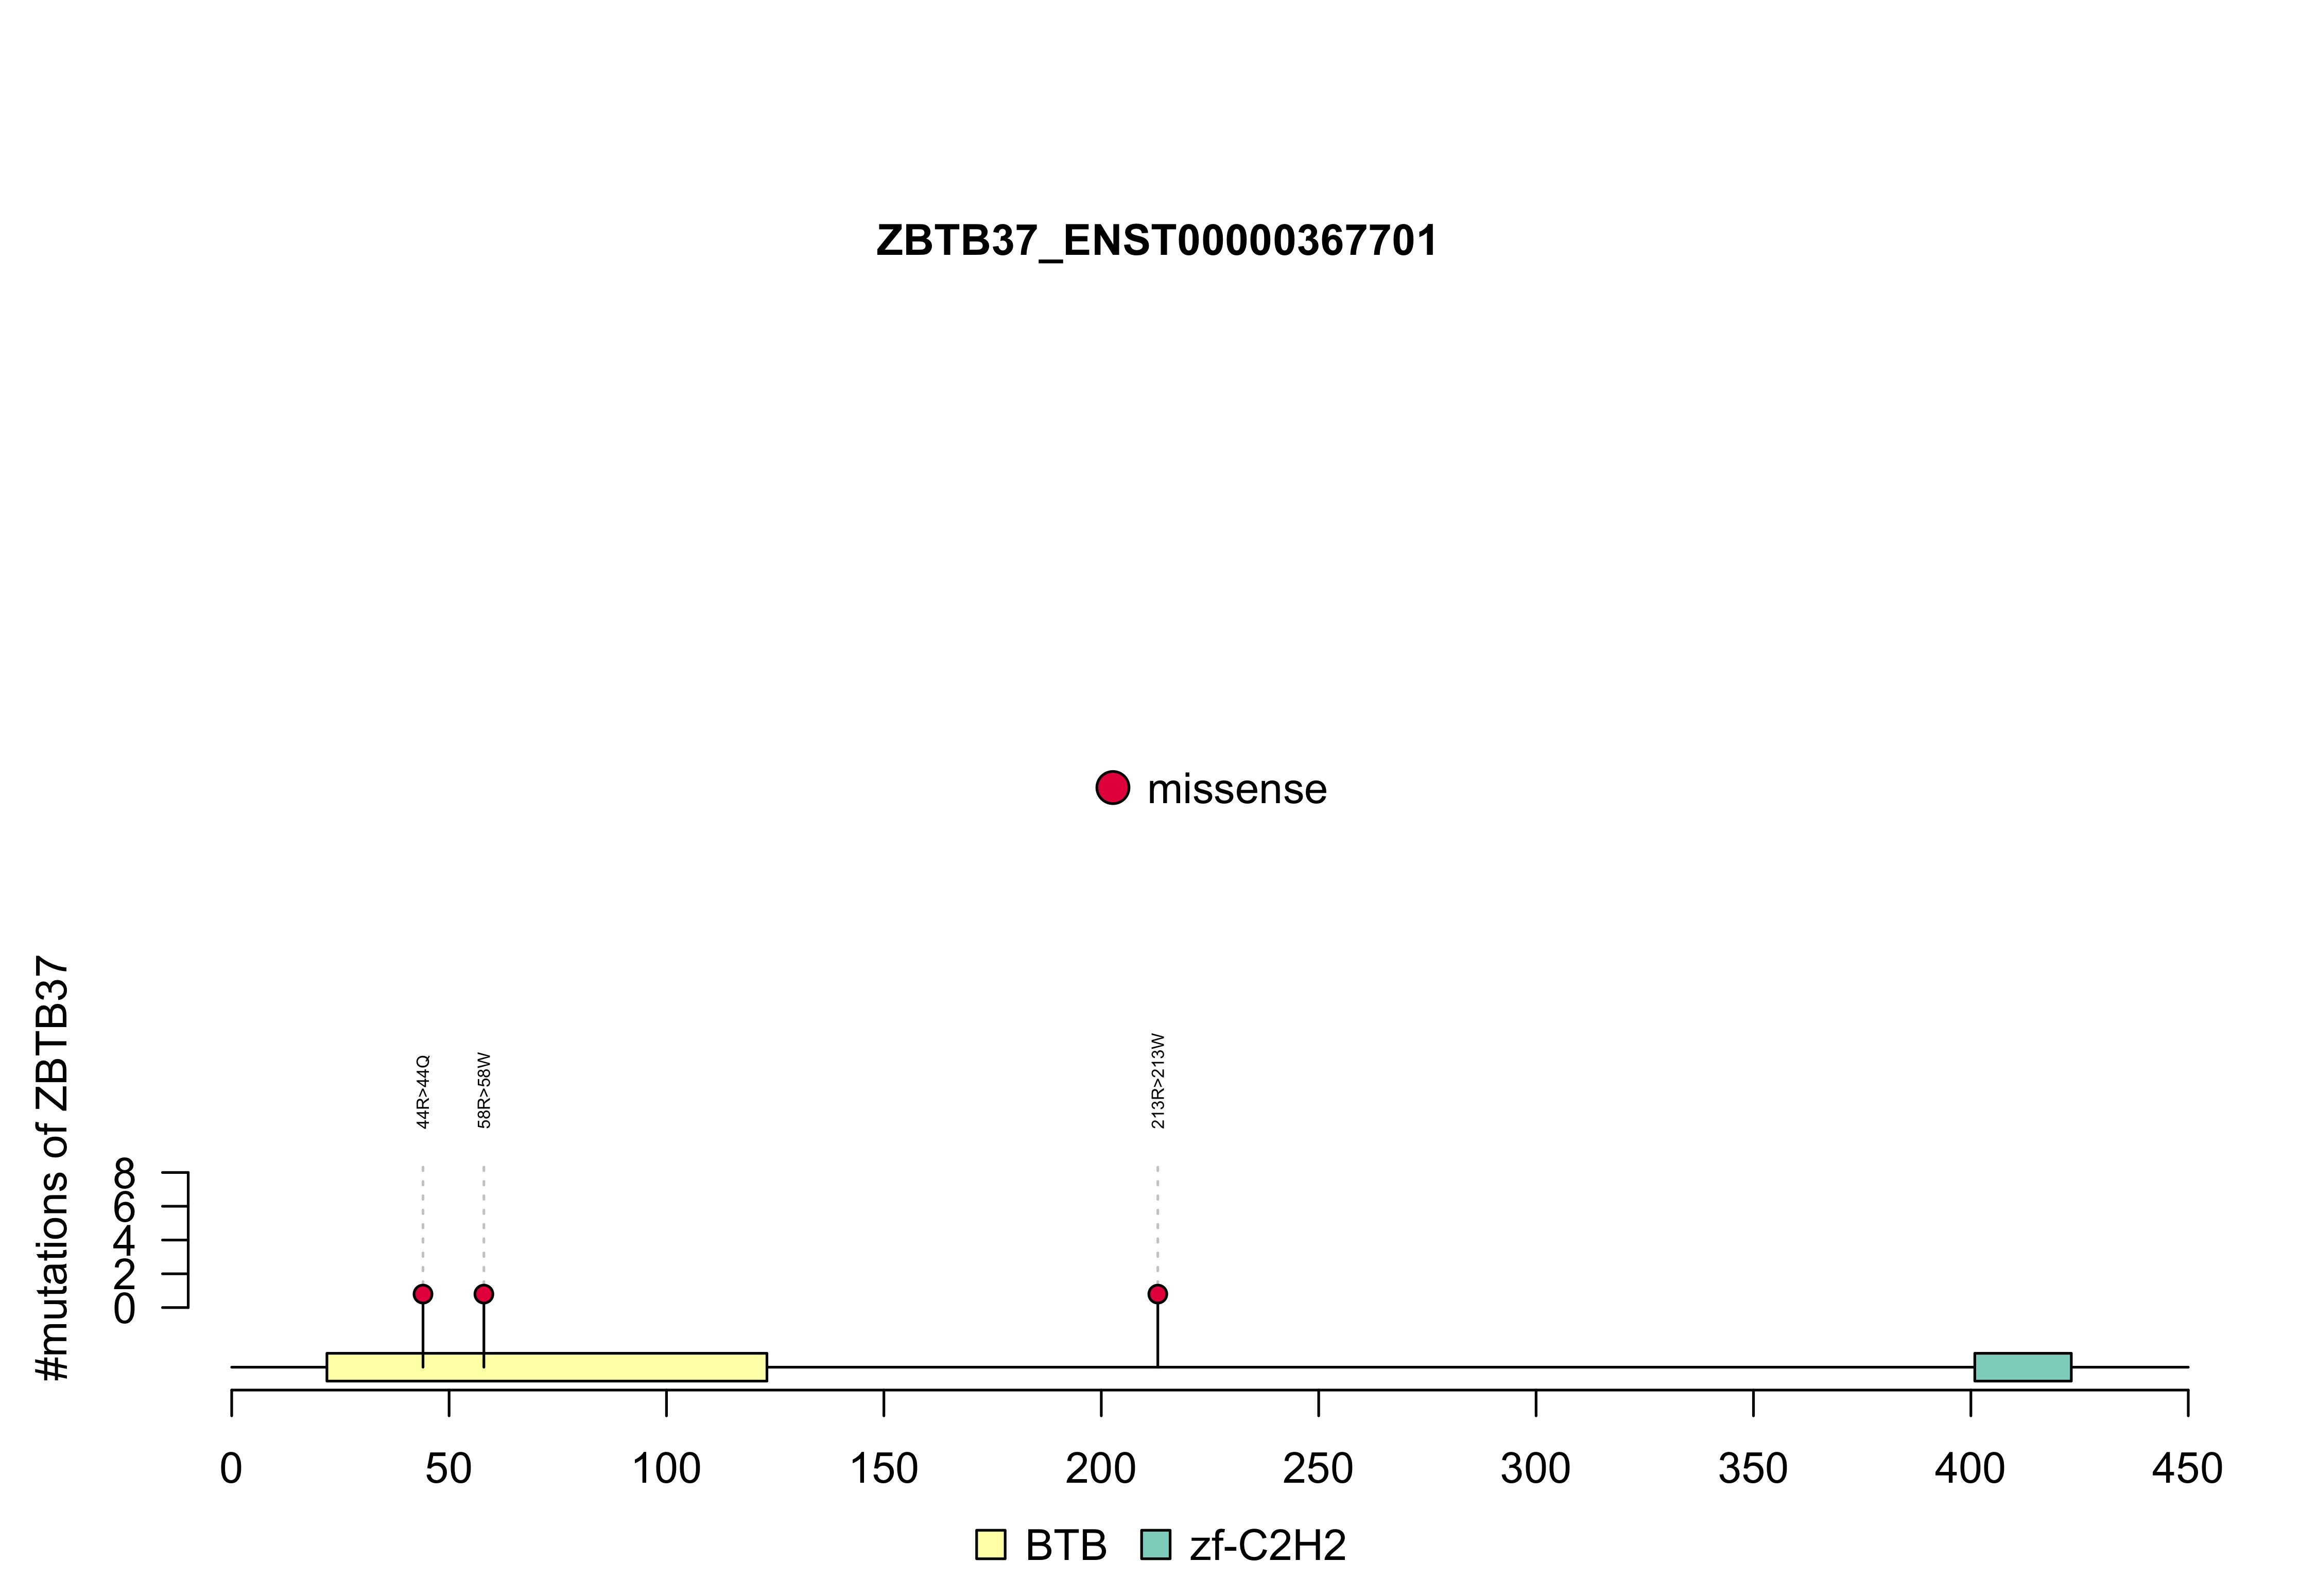 ZBTB37_ENST00000367701
missense
#mutations of ZBTB37
44R>44Q
58R>58W
213R>213W
8
6
4
2
0
0 50 100 150 200 250 300 350 400 450
BTB zf-C2H2